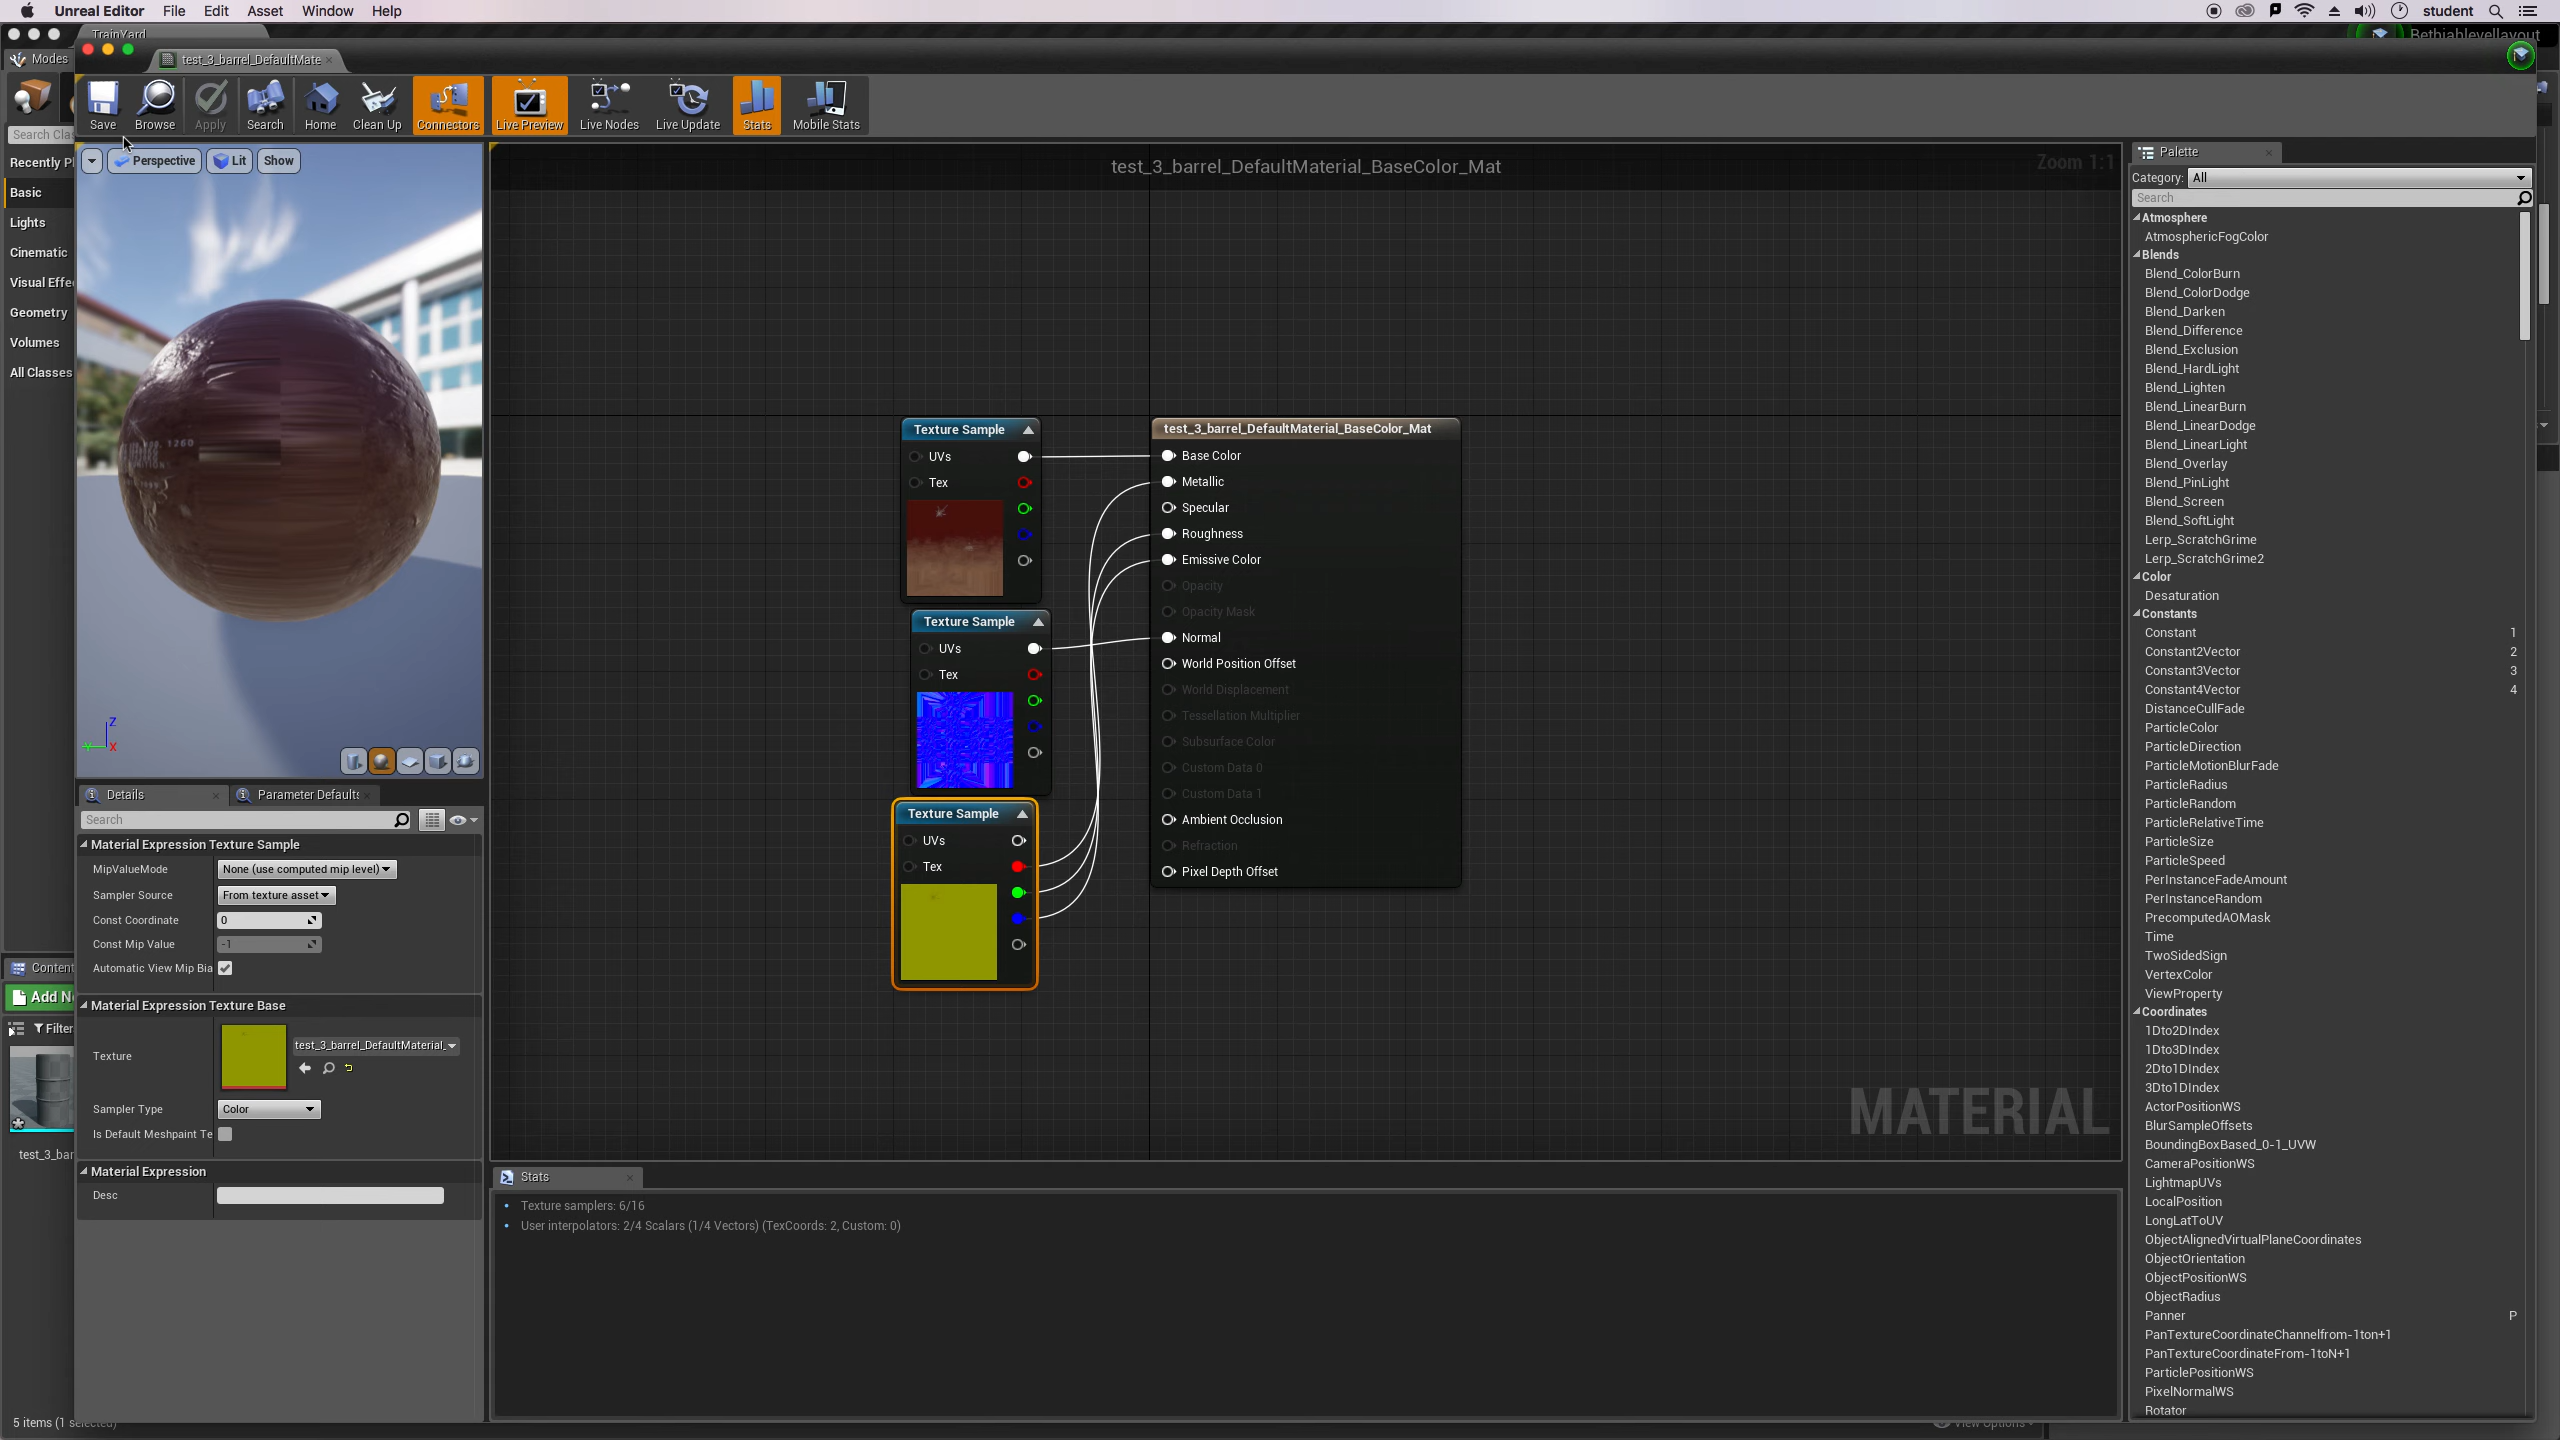 Unreal Editor File Edit Asset Window Help student
TrainYard Bethiahlevellayout
test_3_barrel_DefaultMate
Modes
Save Browse Apply Search Home Clean Up Connectors Live Preview Live Nodes Live Update Stats Mobile Stats
Search Clas
Recently Pl
Basic
Lights
Cinematic
Visual Effe
Geometry
Volumes
All Classes
Content
Add Ne
Filter
test_3_bar
5 items (1 selected)
Perspective Lit Show
Z
X
Details Parameter Defaults
Search
Material Expression Texture Sample
MipValueMode None (use computed mip level)
Sampler Source From texture asset
Const Coordinate 0
Const Mip Value -1
Automatic View Mip Bia
Material Expression Texture Base
Texture test_3_barrel_DefaultMaterial_
Sampler Type Color
Is Default Meshpaint Te
Material Expression
Desc
test_3_barrel_DefaultMaterial_BaseColor_Mat
Zoom 1:1
Texture Sample
UVs
Tex
Texture Sample
UVs
Tex
Texture Sample
UVs
Tex
test_3_barrel_DefaultMaterial_BaseColor_Mat
Base Color
Metallic
Specular
Roughness
Emissive Color
Opacity
Opacity Mask
Normal
World Position Offset
World Displacement
Tessellation Multiplier
Subsurface Color
Custom Data 0
Custom Data 1
Ambient Occlusion
Refraction
Pixel Depth Offset
MATERIAL
Stats
Texture samplers: 6/16
User interpolators: 2/4 Scalars (1/4 Vectors) (TexCoords: 2, Custom: 0)
View Options
Palette
Category: All
Search
Atmosphere
AtmosphericFogColor
Blends
Blend_ColorBurn
Blend_ColorDodge
Blend_Darken
Blend_Difference
Blend_Exclusion
Blend_HardLight
Blend_Lighten
Blend_LinearBurn
Blend_LinearDodge
Blend_LinearLight
Blend_Overlay
Blend_PinLight
Blend_Screen
Blend_SoftLight
Lerp_ScratchGrime
Lerp_ScratchGrime2
Color
Desaturation
Constants
Constant 1
Constant2Vector 2
Constant3Vector 3
Constant4Vector 4
DistanceCullFade
ParticleColor
ParticleDirection
ParticleMotionBlurFade
ParticleRadius
ParticleRandom
ParticleRelativeTime
ParticleSize
ParticleSpeed
PerInstanceFadeAmount
PerInstanceRandom
PrecomputedAOMask
Time
TwoSidedSign
VertexColor
ViewProperty
Coordinates
1Dto2DIndex
1Dto3DIndex
2Dto1DIndex
3Dto1DIndex
ActorPositionWS
BlurSampleOffsets
BoundingBoxBased_0-1_UVW
CameraPositionWS
LightmapUVs
LocalPosition
LongLatToUV
ObjectAlignedVirtualPlaneCoordinates
ObjectOrientation
ObjectPositionWS
ObjectRadius
Panner P
PanTextureCoordinateChannelfrom-1ton+1
PanTextureCoordinateFrom-1toN+1
ParticlePositionWS
PixelNormalWS
Rotator